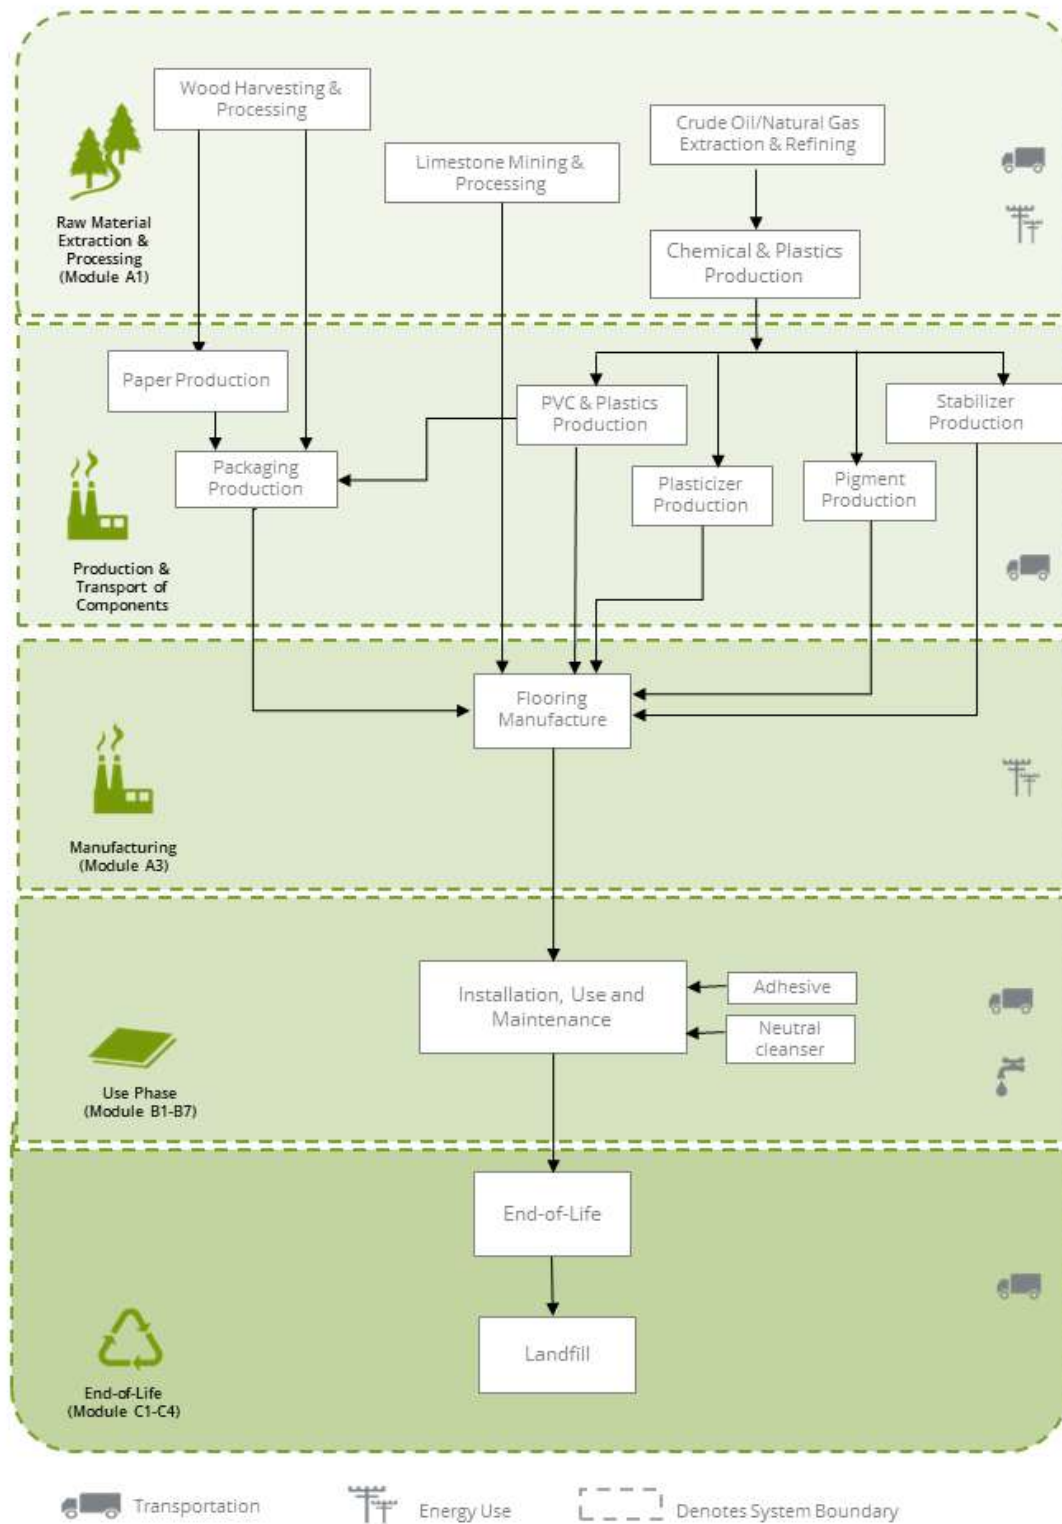 Wood Harvesting &
Processing
Crude Oil/Natural Gas
Extraction & Refining
Limestone Mining &
Processing
Raw Material
Extraction &
Processing
(Module A1)
Chemical & Plastics
Production
Paper Production
PVC & Plastics
Production
Stabilizer
Production
Packaging
Production
Plasticizer
Production
Pigment
Production
Production &
Transport of
Components
Flooring
Manufacture
Manufacturing
(Module A3)
Installation, Use and
Maintenance
Adhesive
Neutral
cleanser
Use Phase
(Module B1-B7)
End-of-Life
Landfill
End-of-Life
(Module C1-C4)
Transportation
Energy Use
Denotes System Boundary